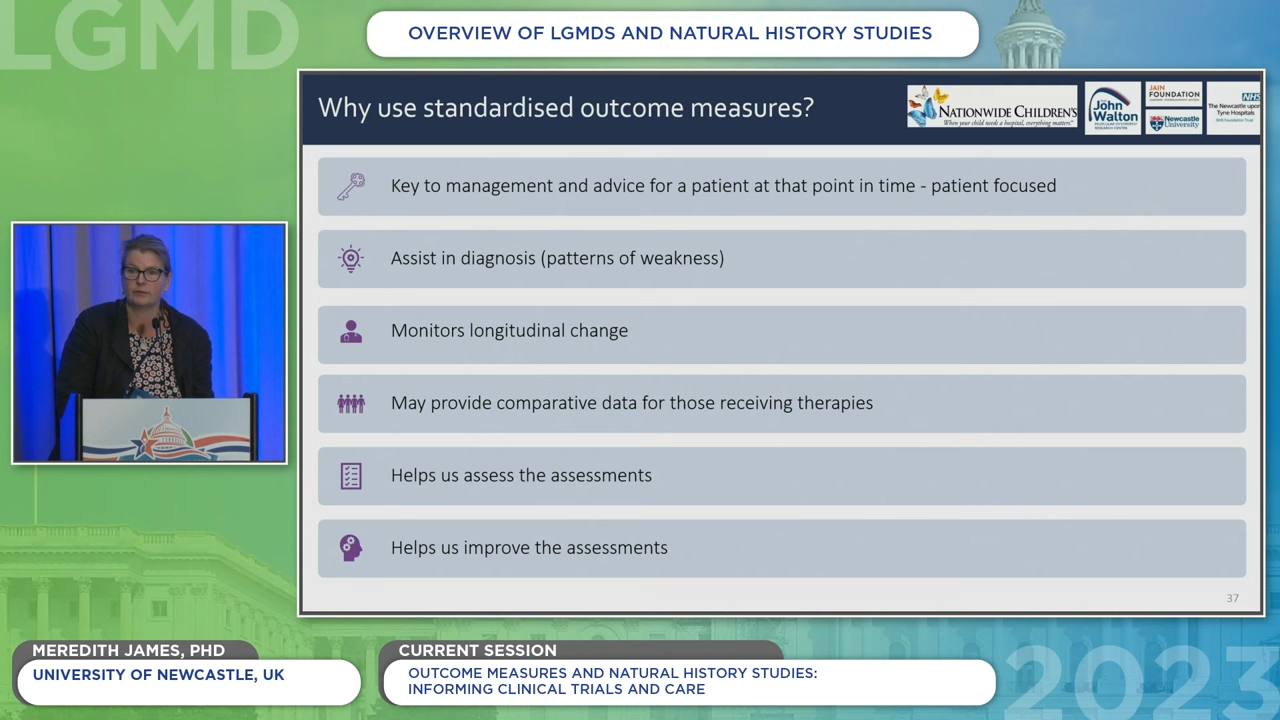 LGMD
OVERVIEW OF LGMDS AND NATURAL HISTORY STUDIES
Why use standardised outcome measures?
NATIONWIDE CHILDREN'S
When your child needs a hospital, everything matters.™
the
John
Walton
JAIN
FOUNDATION
Newcastle
University
NHS
The Newcastle upon
Tyne Hospitals
NHS Foundation Trust
Key to management and advice for a patient at that point in time - patient focused
Assist in diagnosis (patterns of weakness)
Monitors longitudinal change
May provide comparative data for those receiving therapies
Helps us assess the assessments
Helps us improve the assessments
37
MEREDITH JAMES, PHD
UNIVERSITY OF NEWCASTLE, UK
CURRENT SESSION
OUTCOME MEASURES AND NATURAL HISTORY STUDIES:
INFORMING CLINICAL TRIALS AND CARE
2023